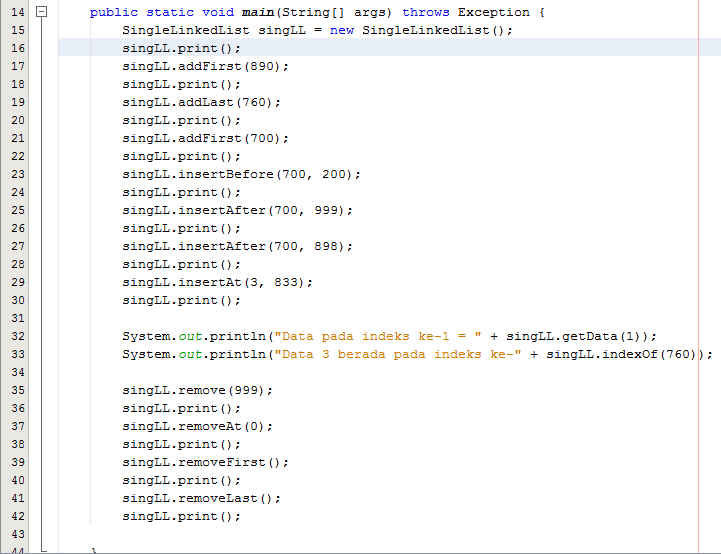 14 public static void main(String[] args) throws Exception {
15 SingleLinkedList singLL = new SingleLinkedList();
16 singLL.print();
17 singLL.addFirst(890);
18 singLL.print();
19 singLL.addLast(760);
20 singLL.print();
21 singLL.addFirst(700);
22 singLL.print();
23 singLL.insertBefore(700, 200);
24 singLL.print();
25 singLL.insertAfter(700, 999);
26 singLL.print();
27 singLL.insertAfter(700, 898);
28 singLL.print();
29 singLL.insertAt(3, 833);
30 singLL.print();
31
32 System.out.println("Data pada indeks ke-1 = " + singLL.getData(1));
33 System.out.println("Data 3 berada pada indeks ke-" + singLL.indexOf(760));
34
35 singLL.remove(999);
36 singLL.print();
37 singLL.removeAt(0);
38 singLL.print();
39 singLL.removeFirst();
40 singLL.print();
41 singLL.removeLast();
42 singLL.print();
43
44 }